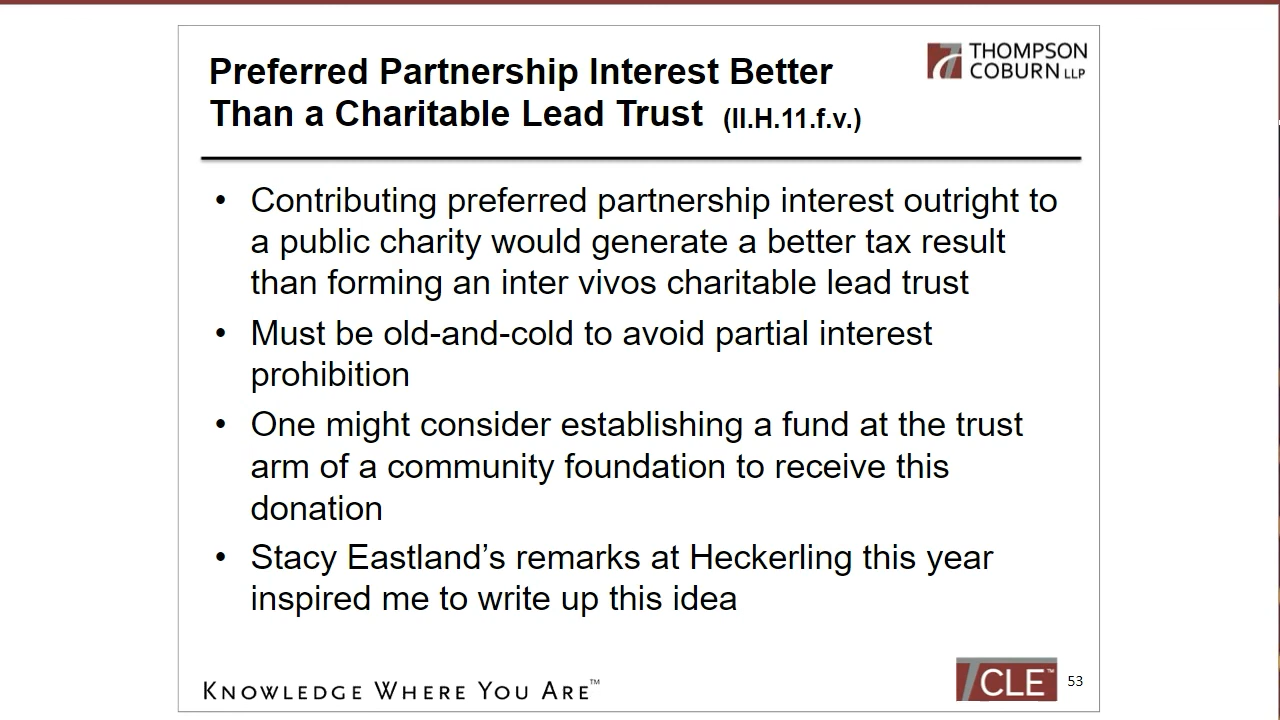 Preferred Partnership Interest Better
Than a Charitable Lead Trust (II.H.11.f.v.)
THOMPSON
COBURN LLP
• Contributing preferred partnership interest outright to
a public charity would generate a better tax result
than forming an inter vivos charitable lead trust
• Must be old-and-cold to avoid partial interest
prohibition
• One might consider establishing a fund at the trust
arm of a community foundation to receive this
donation
• Stacy Eastland’s remarks at Heckerling this year
inspired me to write up this idea
KNOWLEDGE WHERE YOU ARE™
TCLE™
53